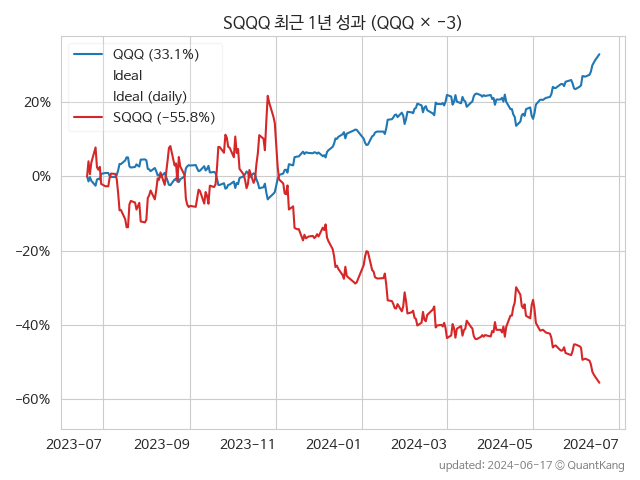 SQQQ 최근 1년 성과 (QQQ × −3)
QQQ (33.1%)
Ideal
Ideal (daily)
SQQQ (−55.8%)
20%
0%
−20%
−40%
−60%
2023-07 2023-09 2023-11 2024-01 2024-03 2024-05 2024-07
updated: 2024-06-17 © QuantKang